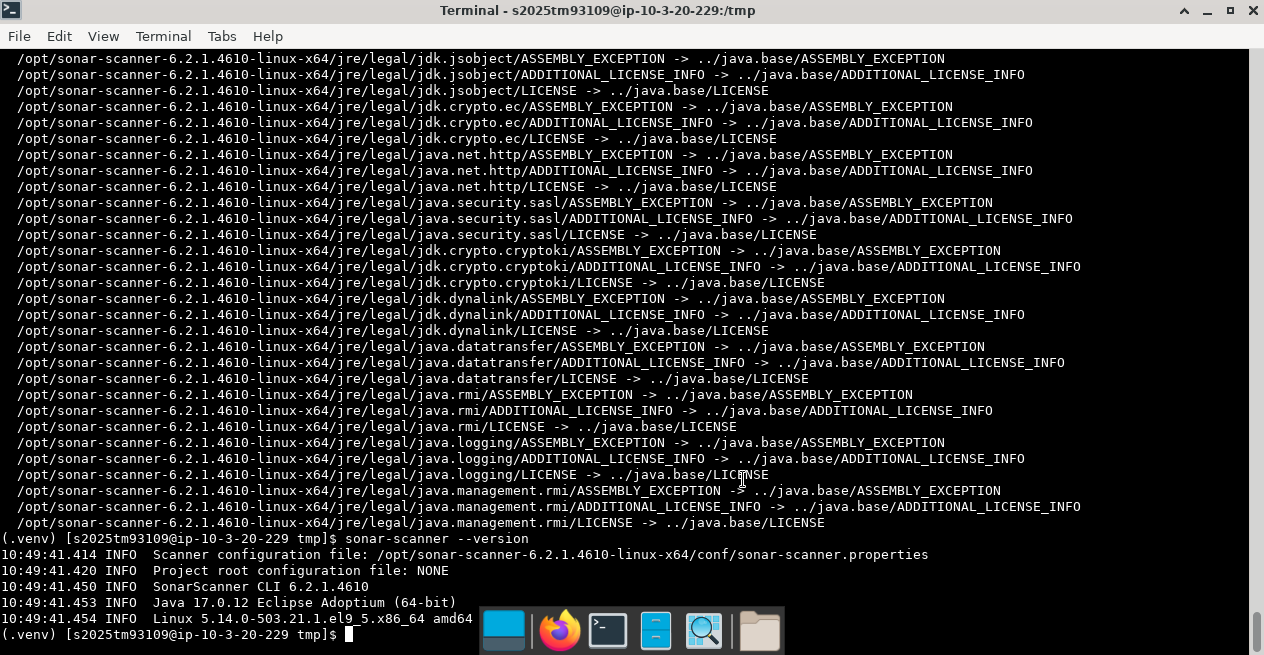 Terminal - s2025tm93109@ip-10-3-20-229:/tmp
File Edit View Terminal Tabs Help
/opt/sonar-scanner-6.2.1.4610-linux-x64/jre/legal/jdk.jsobject/ASSEMBLY_EXCEPTION -> ../java.base/ASSEMBLY_EXCEPTION
/opt/sonar-scanner-6.2.1.4610-linux-x64/jre/legal/jdk.jsobject/ADDITIONAL_LICENSE_INFO -> ../java.base/ADDITIONAL_LICENSE_INFO
/opt/sonar-scanner-6.2.1.4610-linux-x64/jre/legal/jdk.jsobject/LICENSE -> ../java.base/LICENSE
/opt/sonar-scanner-6.2.1.4610-linux-x64/jre/legal/jdk.crypto.ec/ASSEMBLY_EXCEPTION -> ../java.base/ASSEMBLY_EXCEPTION
/opt/sonar-scanner-6.2.1.4610-linux-x64/jre/legal/jdk.crypto.ec/ADDITIONAL_LICENSE_INFO -> ../java.base/ADDITIONAL_LICENSE_INFO
/opt/sonar-scanner-6.2.1.4610-linux-x64/jre/legal/jdk.crypto.ec/LICENSE -> ../java.base/LICENSE
/opt/sonar-scanner-6.2.1.4610-linux-x64/jre/legal/java.net.http/ASSEMBLY_EXCEPTION -> ../java.base/ASSEMBLY_EXCEPTION
/opt/sonar-scanner-6.2.1.4610-linux-x64/jre/legal/java.net.http/ADDITIONAL_LICENSE_INFO -> ../java.base/ADDITIONAL_LICENSE_INFO
/opt/sonar-scanner-6.2.1.4610-linux-x64/jre/legal/java.net.http/LICENSE -> ../java.base/LICENSE
/opt/sonar-scanner-6.2.1.4610-linux-x64/jre/legal/java.security.sasl/ASSEMBLY_EXCEPTION -> ../java.base/ASSEMBLY_EXCEPTION
/opt/sonar-scanner-6.2.1.4610-linux-x64/jre/legal/java.security.sasl/ADDITIONAL_LICENSE_INFO -> ../java.base/ADDITIONAL_LICENSE_INFO
/opt/sonar-scanner-6.2.1.4610-linux-x64/jre/legal/java.security.sasl/LICENSE -> ../java.base/LICENSE
/opt/sonar-scanner-6.2.1.4610-linux-x64/jre/legal/jdk.crypto.cryptoki/ASSEMBLY_EXCEPTION -> ../java.base/ASSEMBLY_EXCEPTION
/opt/sonar-scanner-6.2.1.4610-linux-x64/jre/legal/jdk.crypto.cryptoki/ADDITIONAL_LICENSE_INFO -> ../java.base/ADDITIONAL_LICENSE_INFO
/opt/sonar-scanner-6.2.1.4610-linux-x64/jre/legal/jdk.crypto.cryptoki/LICENSE -> ../java.base/LICENSE
/opt/sonar-scanner-6.2.1.4610-linux-x64/jre/legal/jdk.dynalink/ASSEMBLY_EXCEPTION -> ../java.base/ASSEMBLY_EXCEPTION
/opt/sonar-scanner-6.2.1.4610-linux-x64/jre/legal/jdk.dynalink/ADDITIONAL_LICENSE_INFO -> ../java.base/ADDITIONAL_LICENSE_INFO
/opt/sonar-scanner-6.2.1.4610-linux-x64/jre/legal/jdk.dynalink/LICENSE -> ../java.base/LICENSE
/opt/sonar-scanner-6.2.1.4610-linux-x64/jre/legal/java.datatransfer/ASSEMBLY_EXCEPTION -> ../java.base/ASSEMBLY_EXCEPTION
/opt/sonar-scanner-6.2.1.4610-linux-x64/jre/legal/java.datatransfer/ADDITIONAL_LICENSE_INFO -> ../java.base/ADDITIONAL_LICENSE_INFO
/opt/sonar-scanner-6.2.1.4610-linux-x64/jre/legal/java.datatransfer/LICENSE -> ../java.base/LICENSE
/opt/sonar-scanner-6.2.1.4610-linux-x64/jre/legal/java.rmi/ASSEMBLY_EXCEPTION -> ../java.base/ASSEMBLY_EXCEPTION
/opt/sonar-scanner-6.2.1.4610-linux-x64/jre/legal/java.rmi/ADDITIONAL_LICENSE_INFO -> ../java.base/ADDITIONAL_LICENSE_INFO
/opt/sonar-scanner-6.2.1.4610-linux-x64/jre/legal/java.rmi/LICENSE -> ../java.base/LICENSE
/opt/sonar-scanner-6.2.1.4610-linux-x64/jre/legal/java.logging/ASSEMBLY_EXCEPTION -> ../java.base/ASSEMBLY_EXCEPTION
/opt/sonar-scanner-6.2.1.4610-linux-x64/jre/legal/java.logging/ADDITIONAL_LICENSE_INFO -> ../java.base/ADDITIONAL_LICENSE_INFO
/opt/sonar-scanner-6.2.1.4610-linux-x64/jre/legal/java.logging/LICENSE -> ../java.base/LICENSE
/opt/sonar-scanner-6.2.1.4610-linux-x64/jre/legal/java.management.rmi/ASSEMBLY_EXCEPTION -> ../java.base/ASSEMBLY_EXCEPTION
/opt/sonar-scanner-6.2.1.4610-linux-x64/jre/legal/java.management.rmi/ADDITIONAL_LICENSE_INFO -> ../java.base/ADDITIONAL_LICENSE_INFO
/opt/sonar-scanner-6.2.1.4610-linux-x64/jre/legal/java.management.rmi/LICENSE -> ../java.base/LICENSE
(.venv) [s2025tm93109@ip-10-3-20-229 tmp]$ sonar-scanner --version
10:49:41.414 INFO  Scanner configuration file: /opt/sonar-scanner-6.2.1.4610-linux-x64/conf/sonar-scanner.properties
10:49:41.420 INFO  Project root configuration file: NONE
10:49:41.450 INFO  SonarScanner CLI 6.2.1.4610
10:49:41.453 INFO  Java 17.0.12 Eclipse Adoptium (64-bit)
10:49:41.454 INFO  Linux 5.14.0-503.21.1.el9_5.x86_64 amd64
(.venv) [s2025tm93109@ip-10-3-20-229 tmp]$